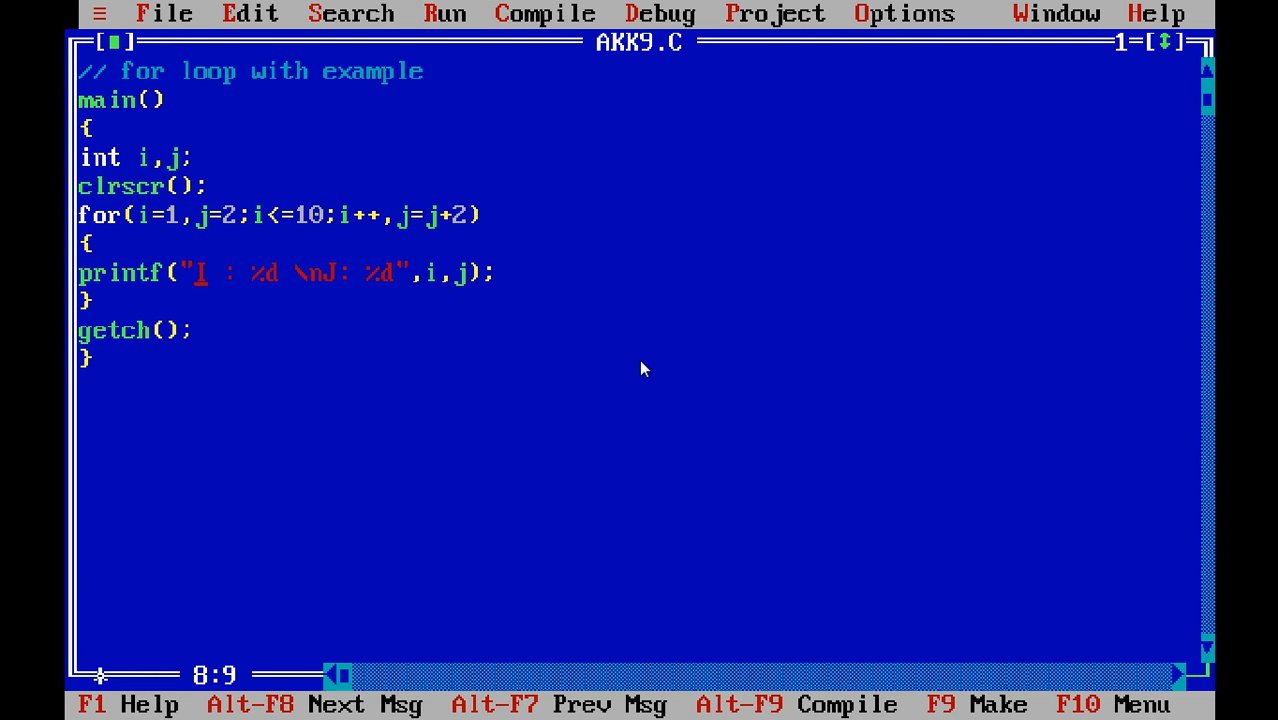 ≡ File Edit Search Run Compile Debug Project Options Window Help
[■] AKK9.C 1=[↕]
// for loop with example
main()
{
int i,j;
clrscr();
for(i=1,j=2;i<=10;i++,j=j+2)
{
printf("I : %d \nJ: %d",i,j);
}
getch();
}
8:9
F1 Help Alt-F8 Next Msg Alt-F7 Prev Msg Alt-F9 Compile F9 Make F10 Menu